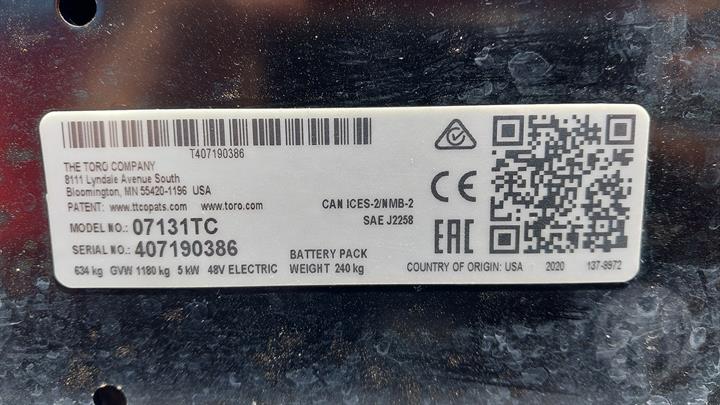 T407190386
THE TORO COMPANY
8111 Lyndale Avenue South
Bloomington, MN 55420-1196 USA
PATENT: www.ttcopats.com www.toro.com
CAN ICES-2/NMB-2
SAE J2258
MODEL NO.: 07131TC
SERIAL NO.: 407190386
BATTERY PACK
634 kg GVW 1180 kg 5 kW 48V ELECTRIC WEIGHT 240 kg
CE
EAC
COUNTRY OF ORIGIN: USA 2020 137-9972